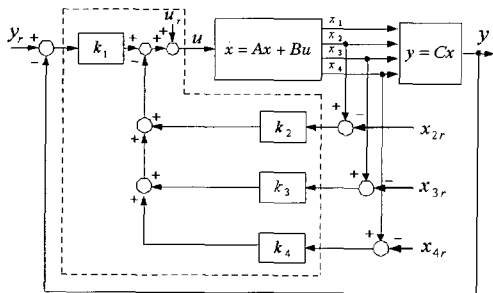 u_r
y_r + − k_1 + − + + u x = Ax + Bu x_1 x_2 x_3 x_4 y = Cx y
+ + k_2 + − x_2r
+ + k_3 + − x_3r
k_4 + − x_4r